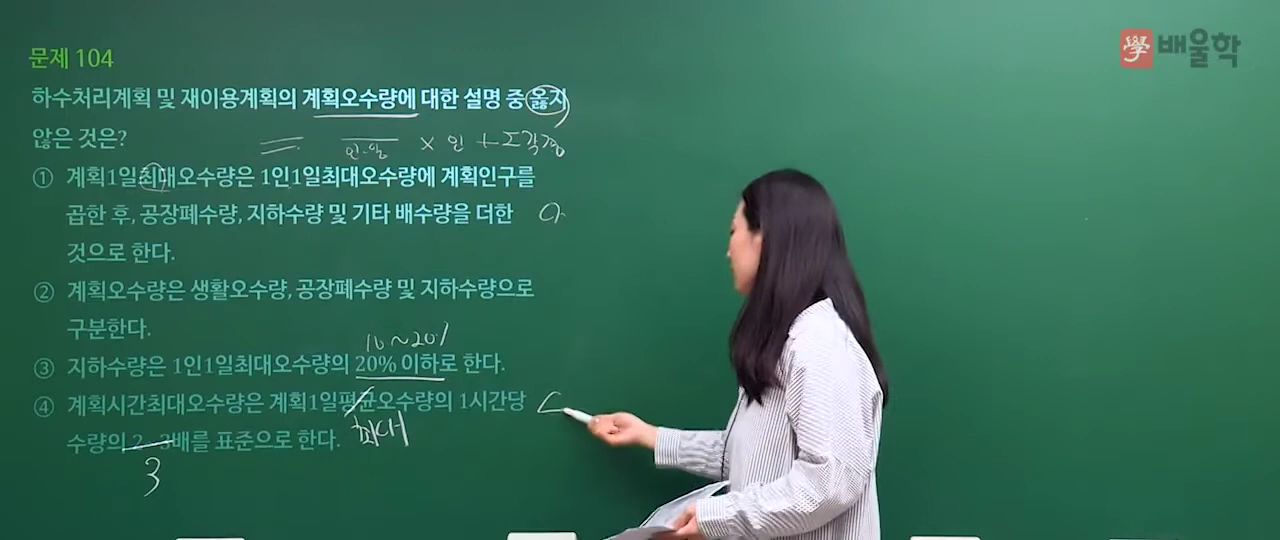 學 배울학
문제 104
하수처리계획 및 재이용계획의 계획오수량에 대한 설명 중 옳지
않은 것은?
인·일 × 인 + Σ각종
① 계획1일최대오수량은 1인1일최대오수량에 계획인구를
곱한 후, 공장폐수량, 지하수량 및 기타 배수량을 더한
것으로 한다.
② 계획오수량은 생활오수량, 공장폐수량 및 지하수량으로
구분한다.
10~20%
③ 지하수량은 1인1일최대오수량의 20% 이하로 한다.
④ 계획시간최대오수량은 계획1일평균오수량의 1시간당
최대
수량의 2~3배를 표준으로 한다.
3